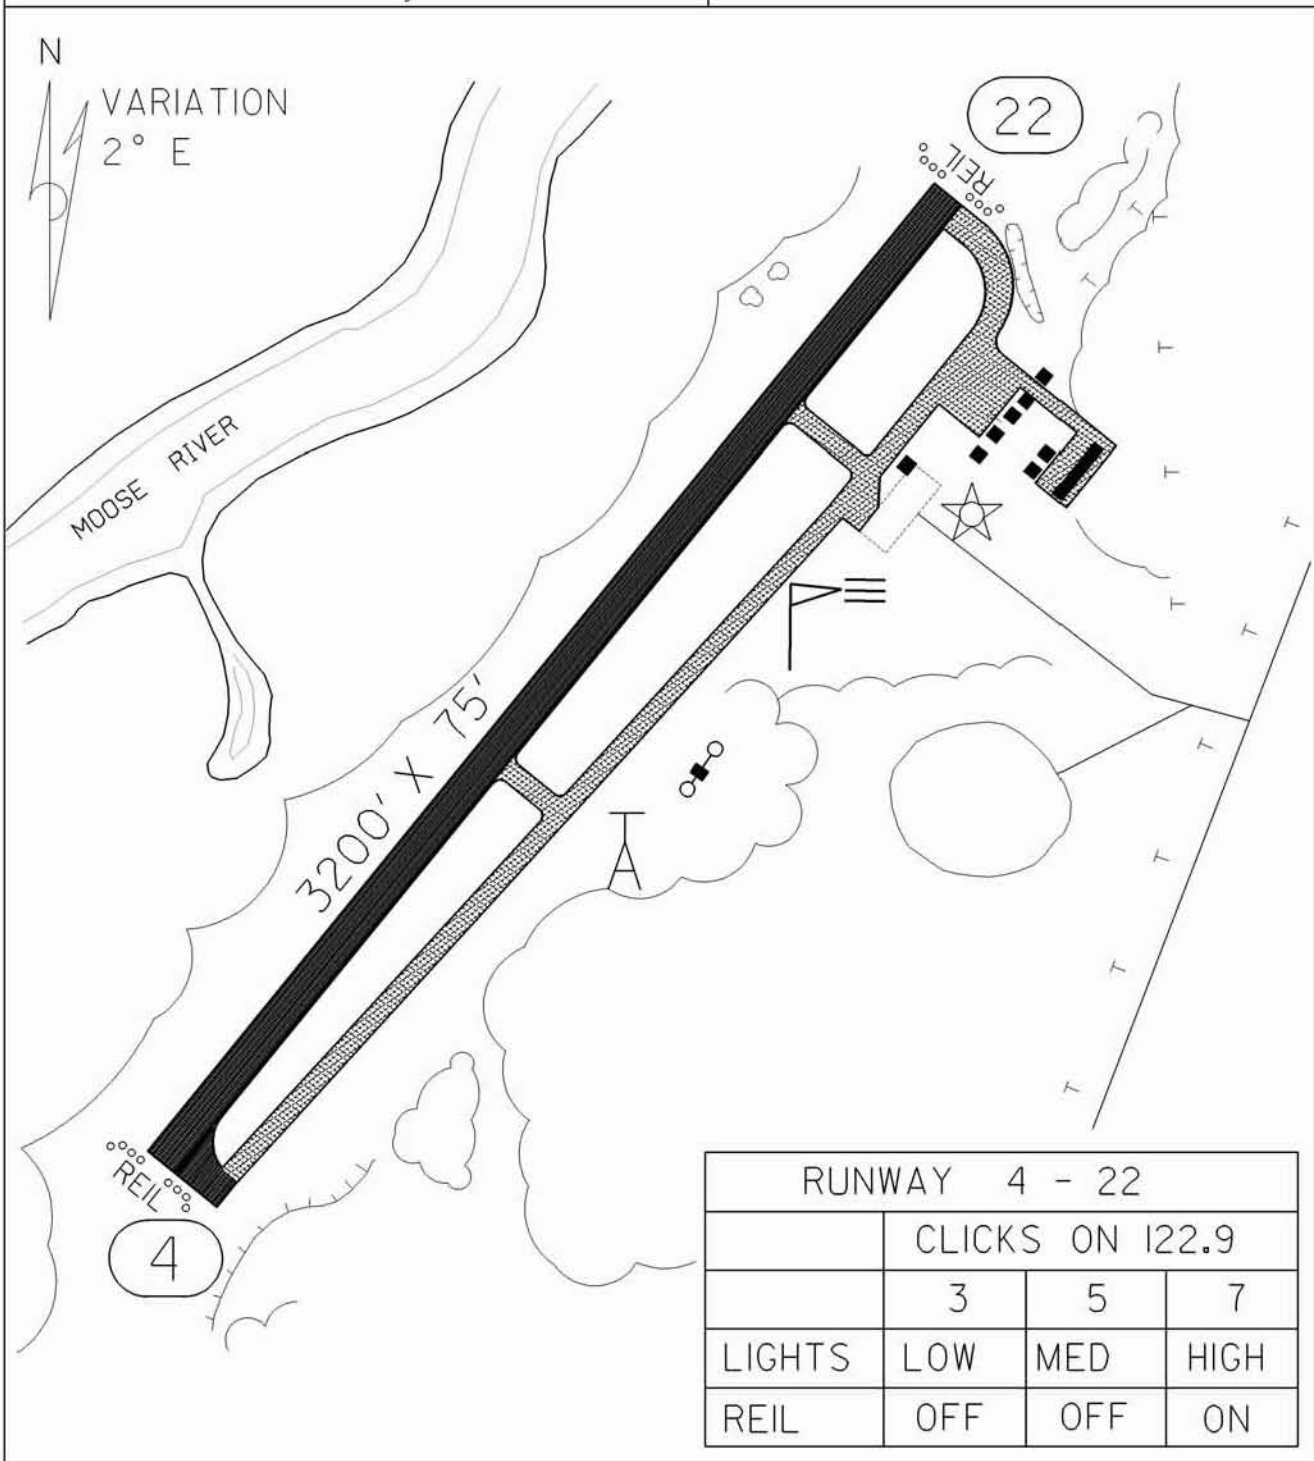 N
VARIATION
2° E
22
REIL
MOOSE RIVER
3200' X 75'
REIL
4
RUNWAY 4 - 22
CLICKS ON 122.9
3 5 7
LIGHTS LOW MED HIGH
REIL OFF OFF ON